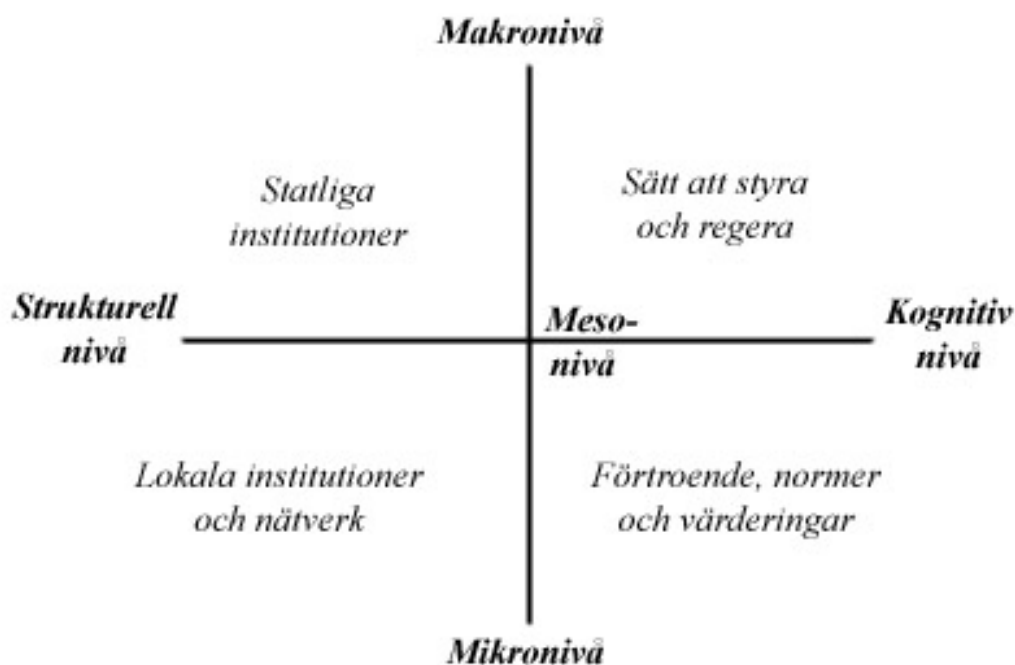 Makronivå
Statliga
institutioner
Sätt att styra
och regera
Strukturell
nivå
Meso-
nivå
Kognitiv
nivå
Lokala institutioner
och nätverk
Förtroende, normer
och värderingar
Mikronivå